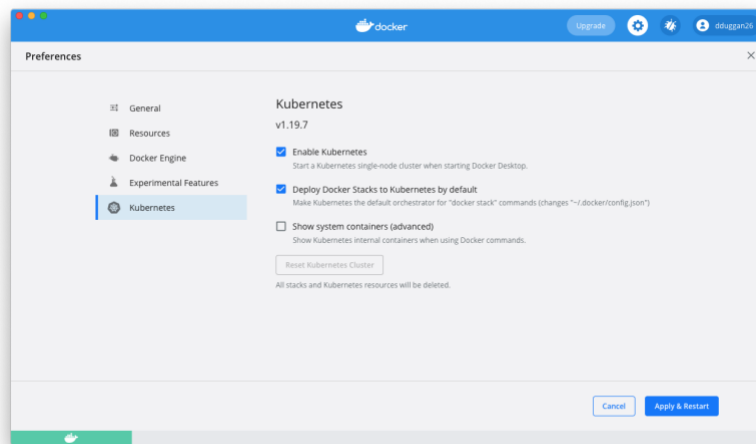 docker
Upgrade
dduggan26
Preferences
General
Resources
Docker Engine
Experimental Features
Kubernetes
Kubernetes
v1.19.7
Enable Kubernetes
Start a Kubernetes single-node cluster when starting Docker Desktop.
Deploy Docker Stacks to Kubernetes by default
Make Kubernetes the default orchestrator for "docker stack" commands (changes "~/.docker/config.json")
Show system containers (advanced)
Show Kubernetes internal containers when using Docker commands.
Reset Kubernetes Cluster
All stacks and Kubernetes resources will be deleted.
Cancel
Apply & Restart